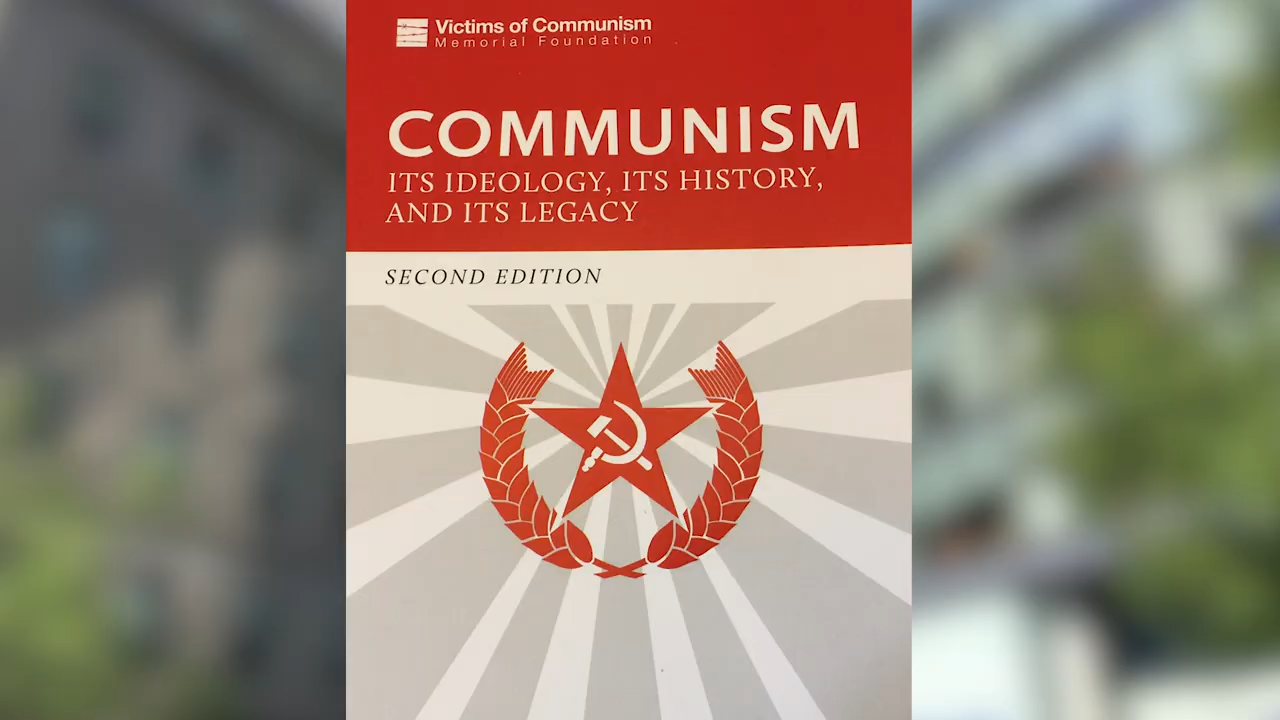 Victims of Communism
Memorial Foundation
COMMUNISM
ITS IDEOLOGY, ITS HISTORY,
AND ITS LEGACY
SECOND EDITION